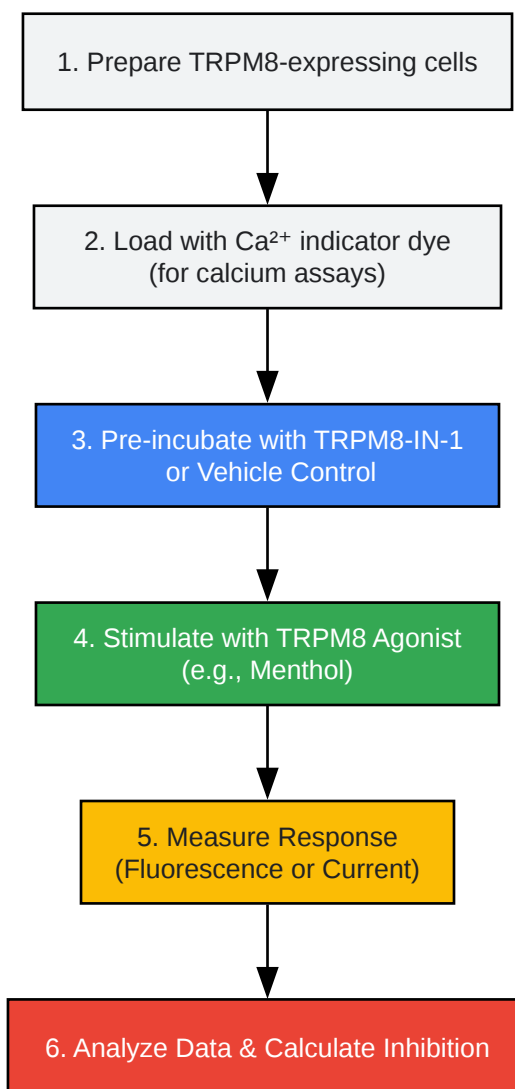 1. Prepare TRPM8-expressing cells
2. Load with Ca²⁺ indicator dye
(for calcium assays)
3. Pre-incubate with TRPM8-IN-1
or Vehicle Control
4. Stimulate with TRPM8 Agonist
(e.g., Menthol)
5. Measure Response
(Fluorescence or Current)
6. Analyze Data & Calculate Inhibition